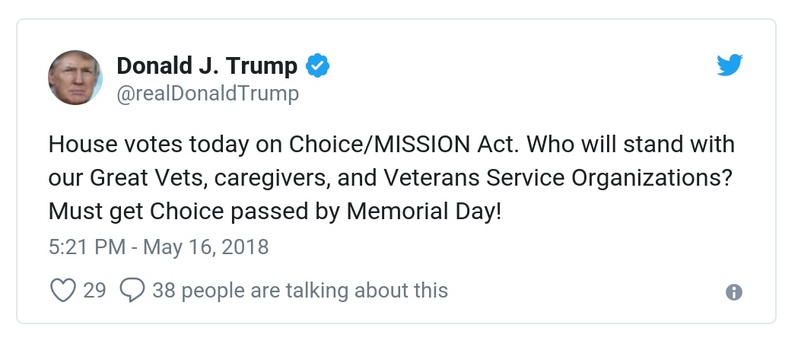 Donald J. Trump
@realDonaldTrump
House votes today on Choice/MISSION Act. Who will stand with
our Great Vets, caregivers, and Veterans Service Organizations?
Must get Choice passed by Memorial Day!
5:21 PM - May 16, 2018
29 38 people are talking about this